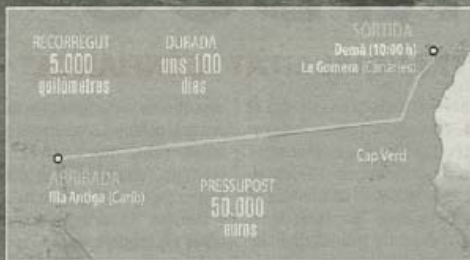 RECORREGUT
5.000
quilòmetres
DURADA
uns 100
dies
SORTIDA
Demà (10:00 h)
La Gomera (Canàries)
Cap Verd
ARRIBADA
Illa Antiga (Carib)
PRESSUPOST
50.000
euros